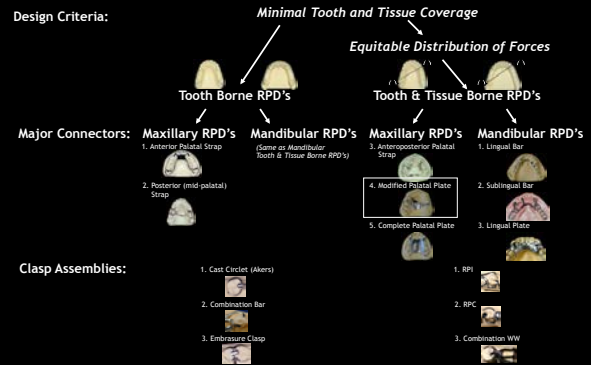 Design Criteria:
Minimal Tooth and Tissue Coverage
Equitable Distribution of Forces
Tooth Borne RPD's
Tooth & Tissue Borne RPD's
Major Connectors:
Maxillary RPD's
1. Anterior Palatal Strap
2. Posterior (mid-palatal)
Strap
Mandibular RPD's
(Same as Mandibular
Tooth & Tissue Borne RPD's)
Maxillary RPD's
3. Anteroposterior Palatal
Strap
4. Modified Palatal Plate
5. Complete Palatal Plate
Mandibular RPD's
1. Lingual Bar
2. Sublingual Bar
3. Lingual Plate
Clasp Assemblies:
1. Cast Circlet (Akers)
2. Combination Bar
3. Embrasure Clasp
1. RPI
2. RPC
3. Combination WW